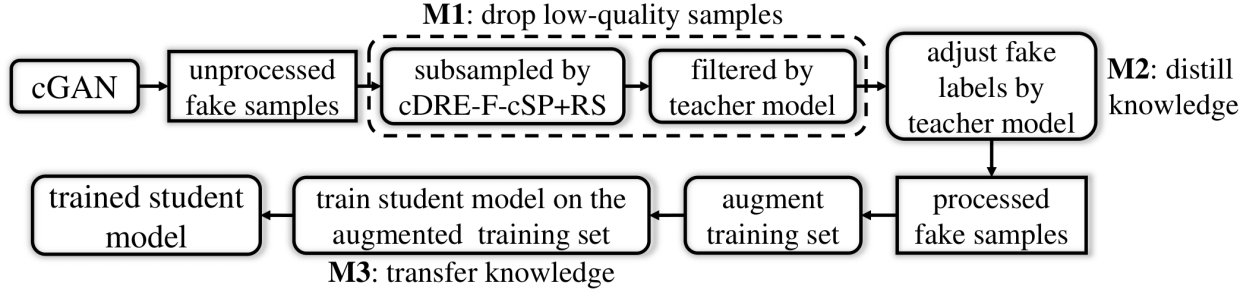 M1: drop low-quality samples
cGAN
unprocessed
fake samples
subsampled by
cDRE-F-cSP+RS
filtered by
teacher model
adjust fake
labels by
teacher model
M2: distill
knowledge
processed
fake samples
augment
training set
train student model on the
augmented training set
M3: transfer knowledge
trained student
model